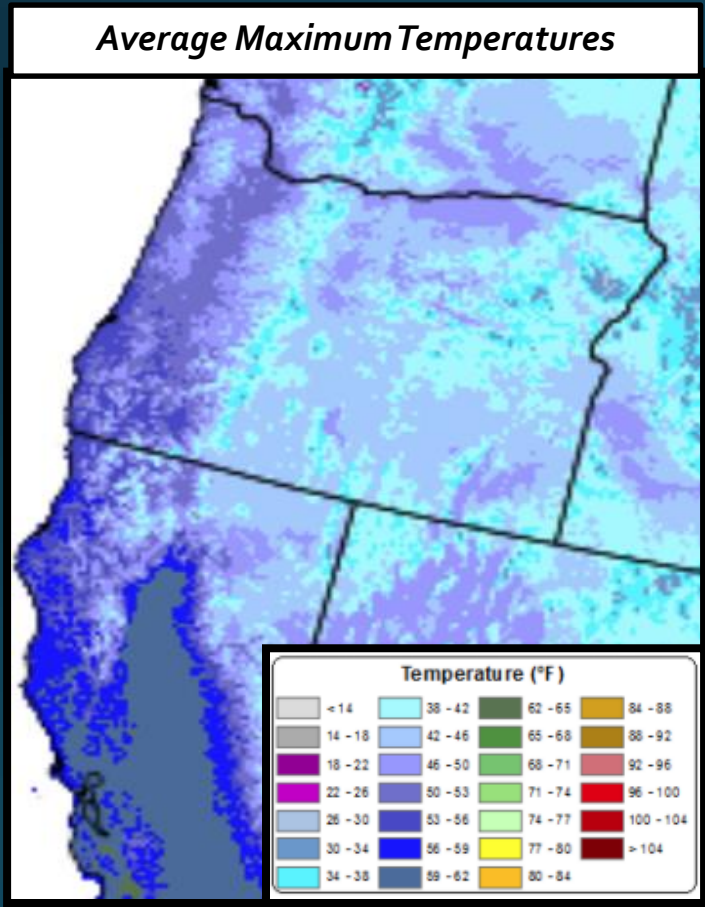 Average Maximum Temperatures
Temperature (°F)
<14 38 - 42 62 - 65 84 - 88
14 - 18 42 - 46 65 - 68 88 - 92
18 - 22 46 - 50 68 - 71 92 - 96
22 - 26 50 - 53 71 - 74 96 - 100
26 - 30 53 - 56 74 - 77 100 - 104
30 - 34 56 - 59 77 - 80 > 104
34 - 38 59 - 62 80 - 84